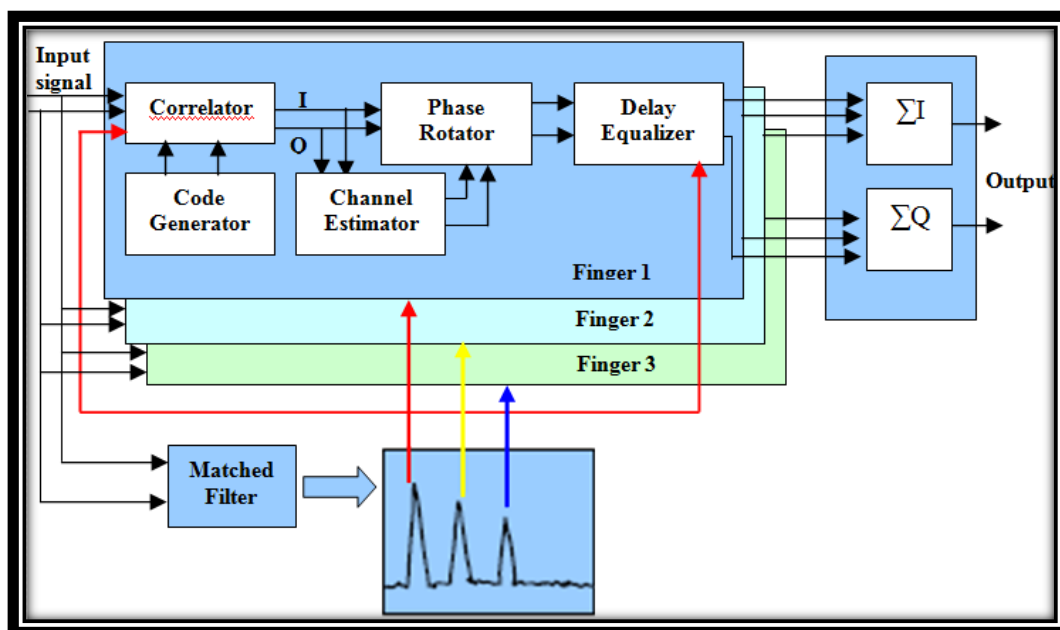 Input
signal
Correlator
I
Q
Phase
Rotator
Delay
Equalizer
Code
Generator
Channel
Estimator
Finger 1
Finger 2
Finger 3
∑I
∑Q
Output
Matched
Filter